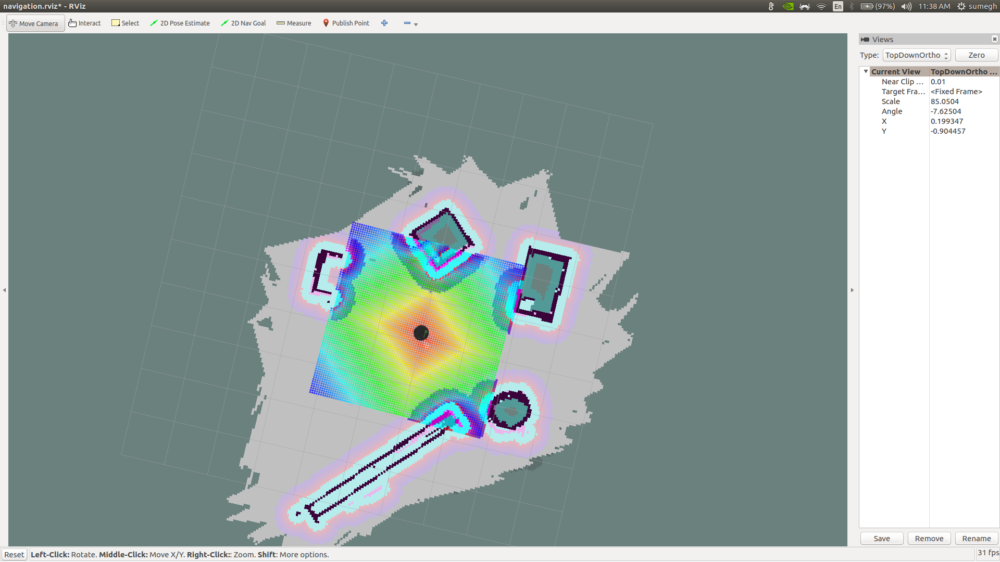 navigation.rviz* - RViz
En (97%) 11:38 AM sumegh
Move Camera Interact Select 2D Pose Estimate 2D Nav Goal Measure Publish Point
Views
Type: TopDownOrtho Zero
Current View TopDownOrtho ...
Near Clip ... 0.01
Target Fra... <Fixed Frame>
Scale 85.0504
Angle -7.62504
X 0.199347
Y -0.904457
Save Remove Rename
Reset Left-Click: Rotate. Middle-Click: Move X/Y. Right-Click:: Zoom. Shift: More options. 31 fps